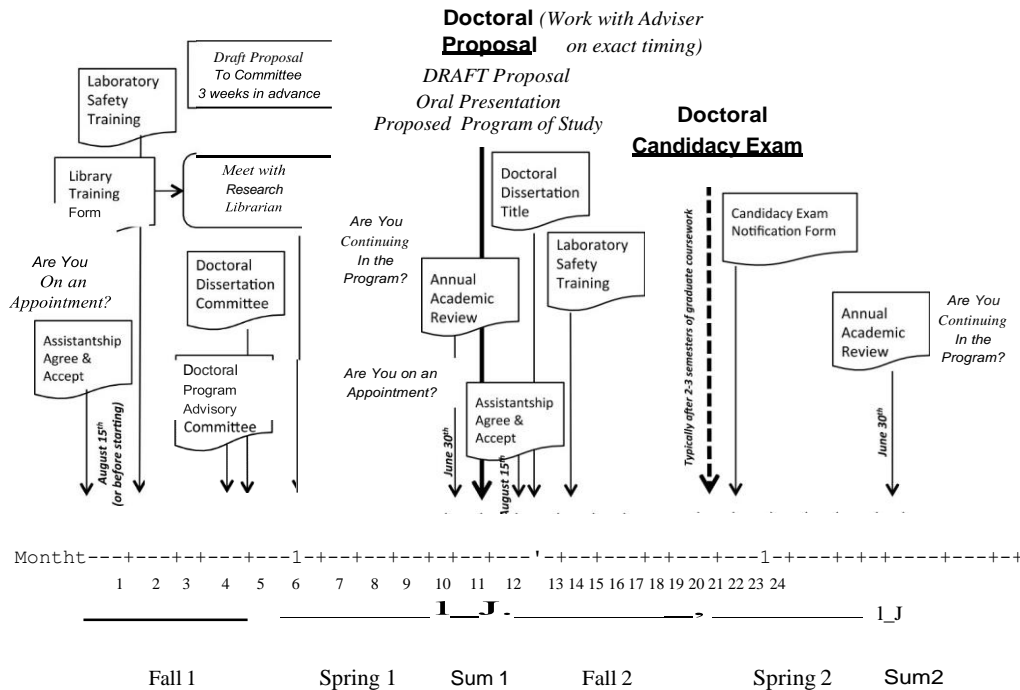 Doctoral (Work with Adviser
Proposal on exact timing)
DRAFT Proposal
Oral Presentation
Proposed Program of Study
Draft Proposal
To Committee
3 weeks in advance
Laboratory
Safety
Training
Library
Training
Form
Meet with
Research
Librarian
Are You
On an
Appointment?
Assistantship
Agree &
Accept
August 15th
(or before starting)
Doctoral
Dissertation
Committee
Doctoral
Program
Advisory
Committee
Are You
Continuing
In the
Program?
Annual
Academic
Review
Are You on an
Appointment?
June 30th
Doctoral
Dissertation
Title
Laboratory
Safety
Training
Assistantship
Agree &
Accept
August 15th
Doctoral
Candidacy Exam
Typically after 2-3 semesters of graduate coursework
Candidacy Exam
Notification Form
Annual
Academic
Review
Are You
Continuing
In the
Program?
June 30th
Montht---+---+---+---+---+----1---+---+---+---+---+---+---'-+---+---+---+---+---+---+---+---+---1---+---+---+---+---+---+
1 2 3 4 5 6 7 8 9 10 11 12 13 14 15 16 17 18 19 20 21 22 23 24
l_J. _, l_J
Fall 1 Spring 1 Sum 1 Fall 2 Spring 2 Sum2